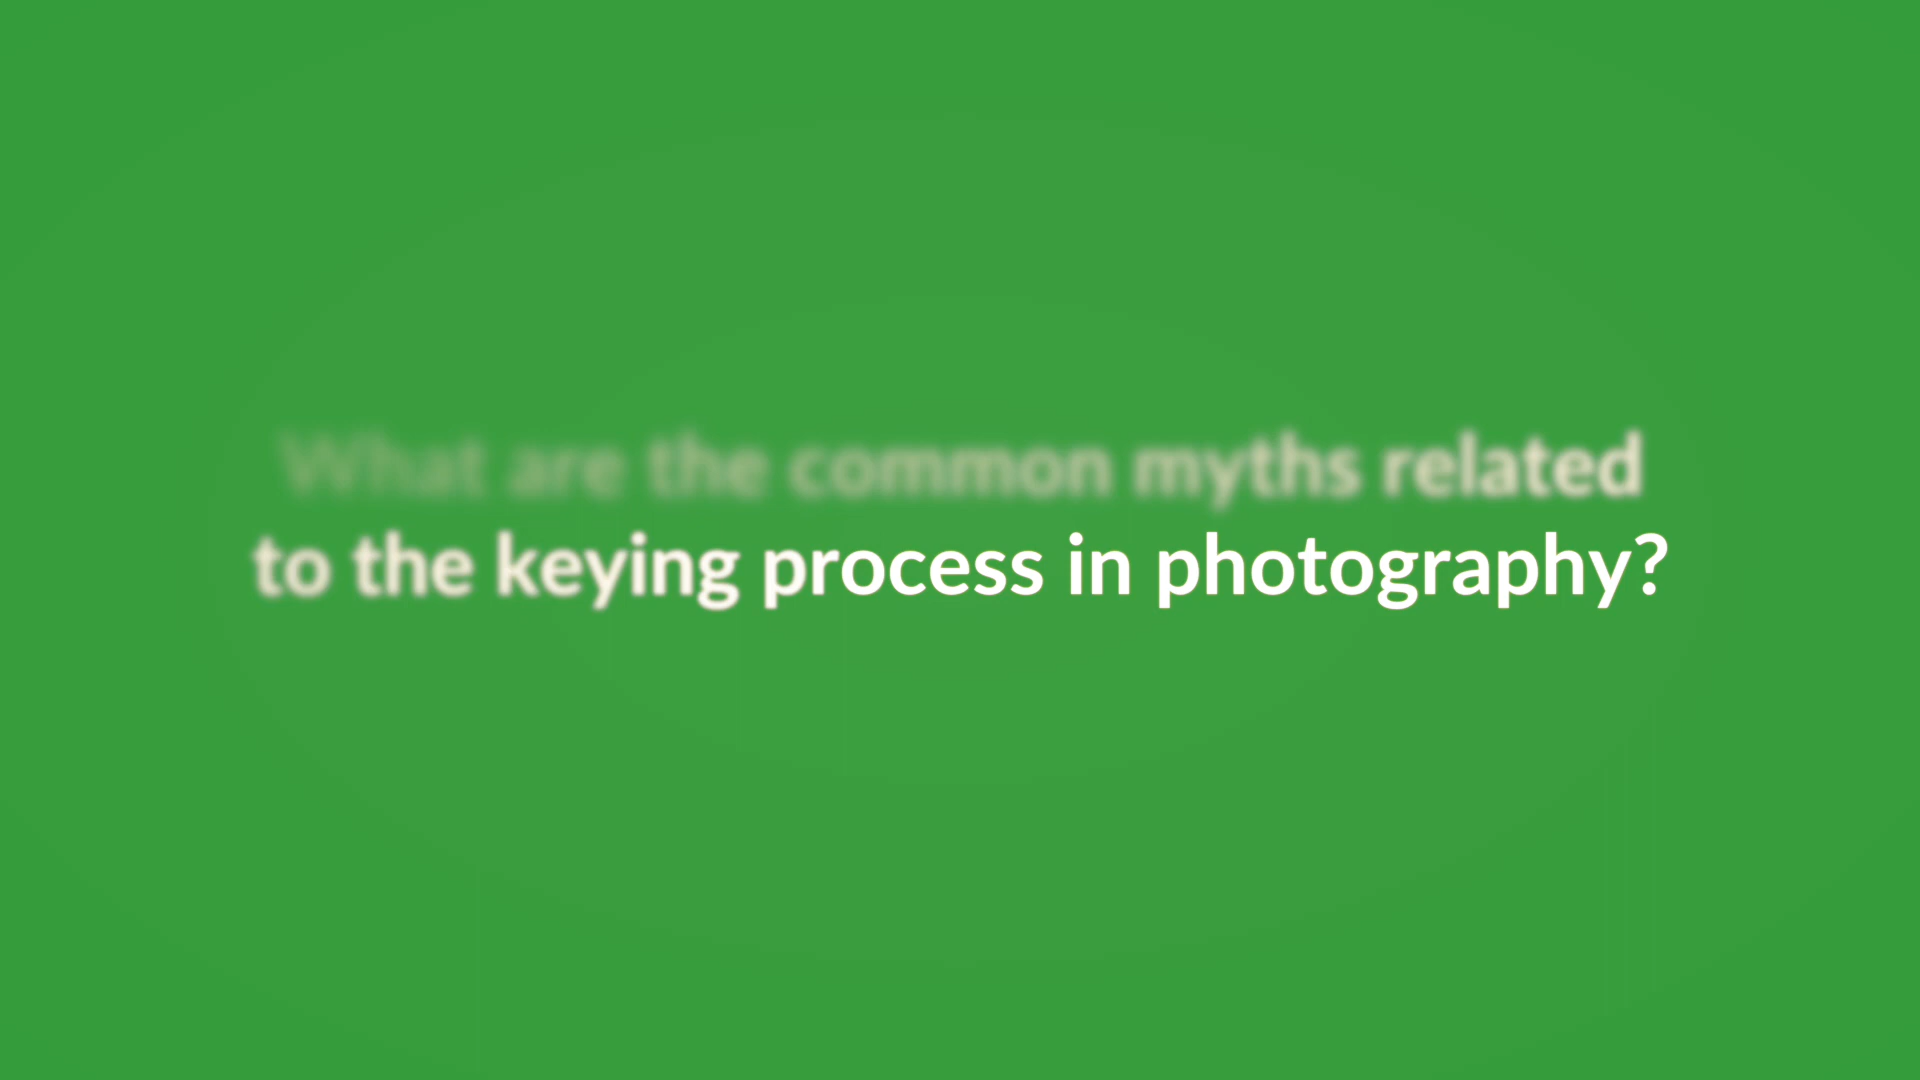 What are the common myths related
to the keying process in photography?